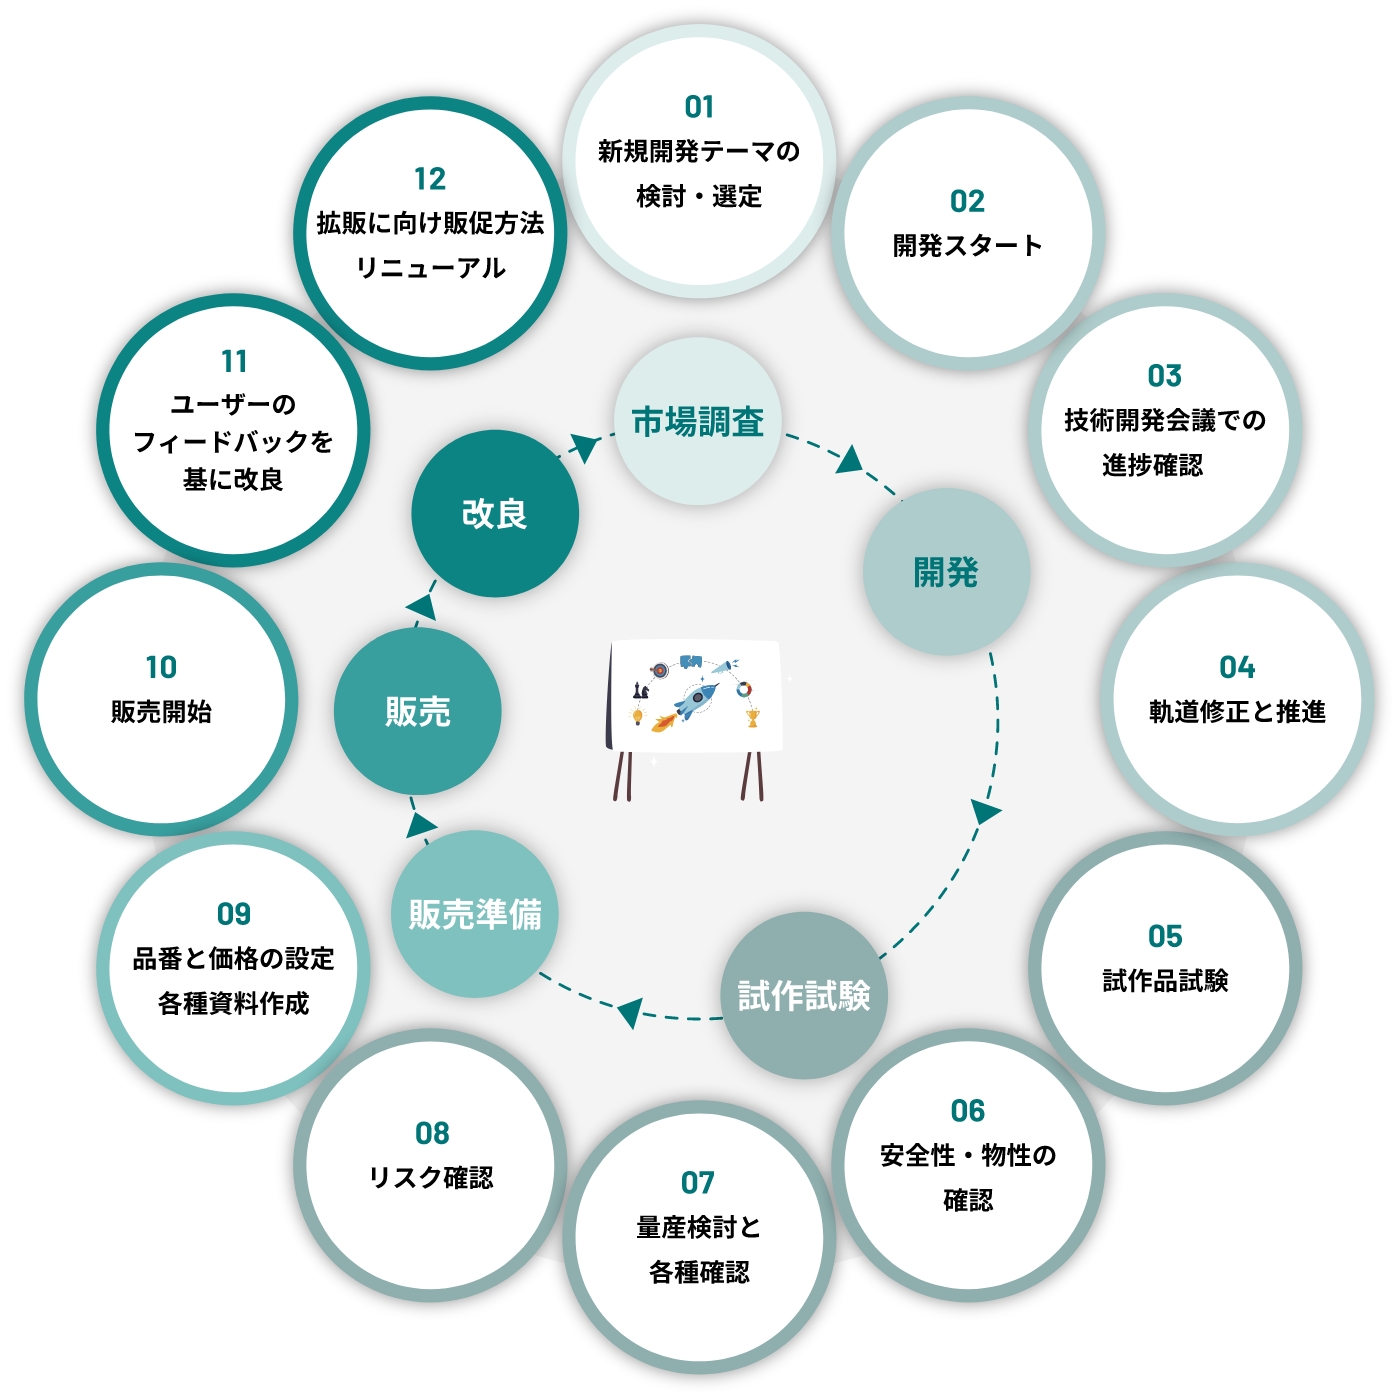 01
新規開発テーマの
検討・選定
02
開発スタート
03
技術開発会議での
進捗確認
04
軌道修正と推進
05
試作品試験
06
安全性・物性の
確認
07
量産検討と
各種確認
08
リスク確認
09
品番と価格の設定
各種資料作成
10
販売開始
11
ユーザーの
フィードバックを
基に改良
12
拡販に向け販促方法
リニューアル
市場調査
開発
試作試験
販売準備
販売
改良